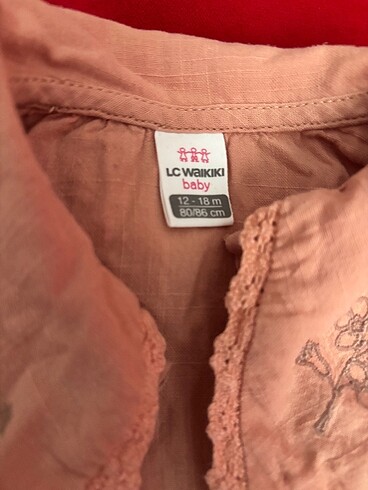 LC WAIKIKI
baby
12 - 18 m
80/86 cm